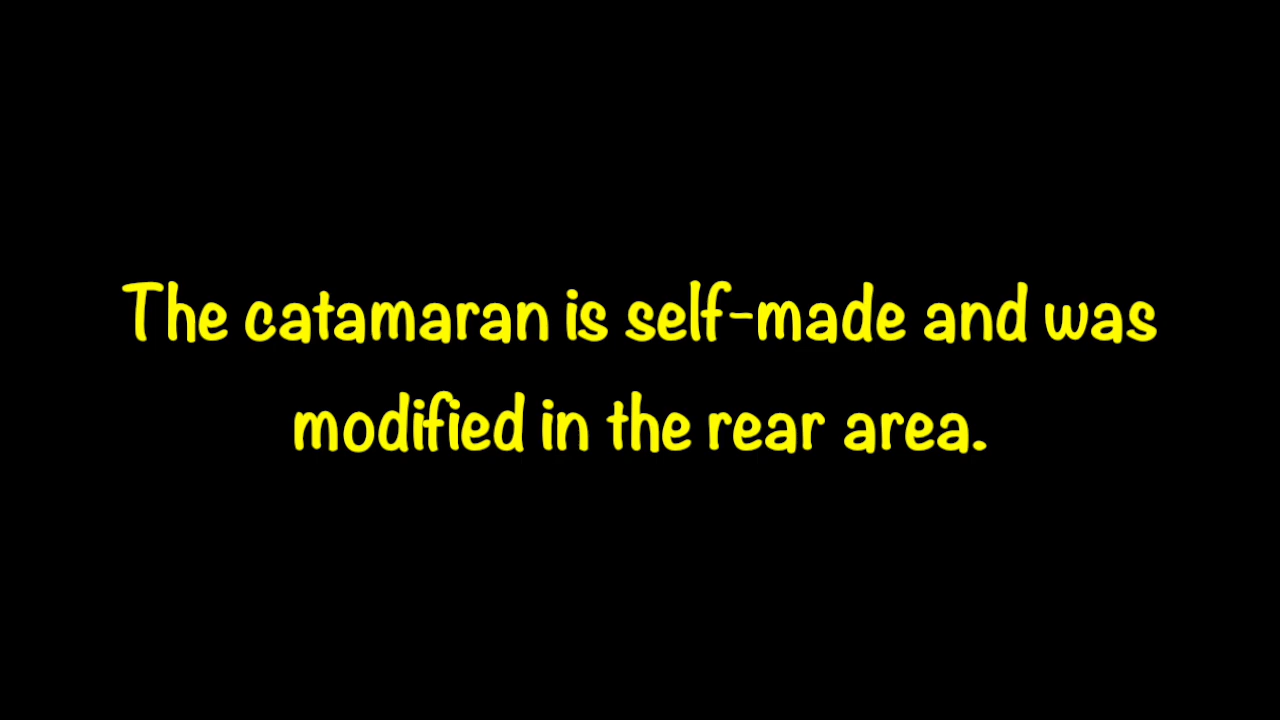 The catamaran is self-made and was
modified in the rear area.